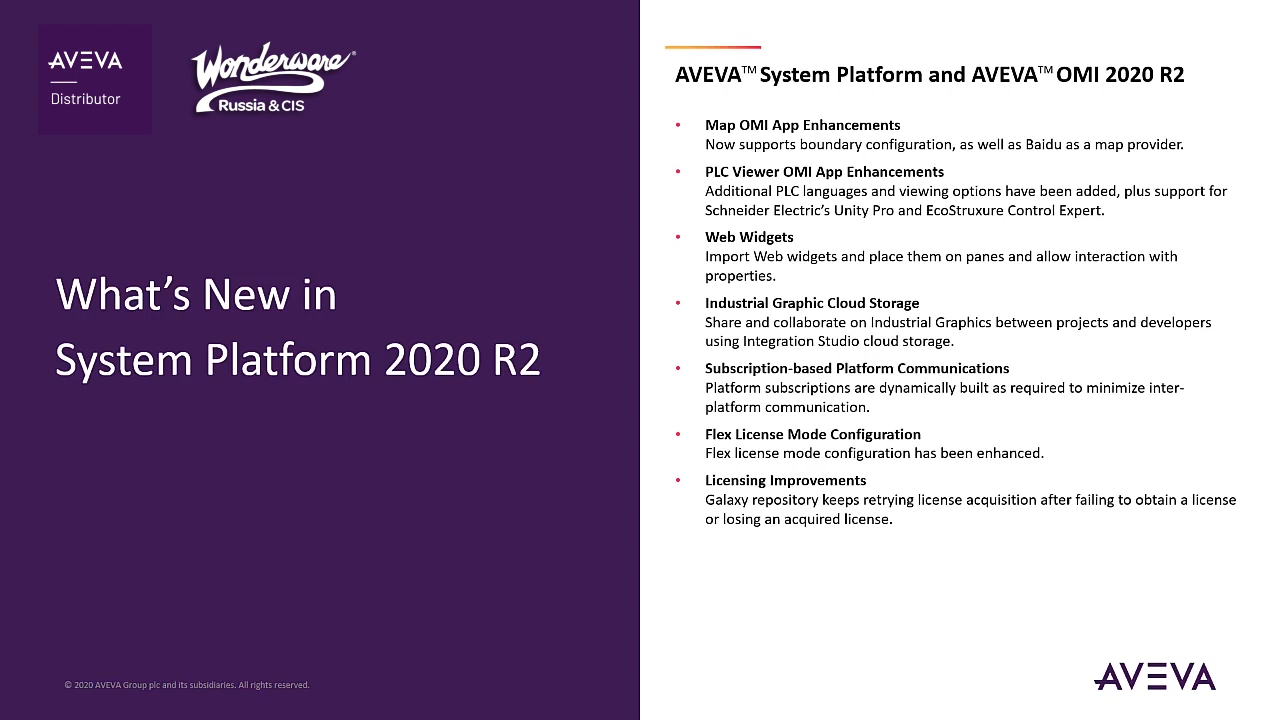 AVEVA
Distributor
Wonderware®
Russia & CIS
What’s New in
System Platform 2020 R2
© 2020 AVEVA Group plc and its subsidiaries. All rights reserved.
AVEVA™ System Platform and AVEVA™ OMI 2020 R2
• Map OMI App Enhancements
Now supports boundary configuration, as well as Baidu as a map provider.
• PLC Viewer OMI App Enhancements
Additional PLC languages and viewing options have been added, plus support for
Schneider Electric’s Unity Pro and EcoStruxure Control Expert.
• Web Widgets
Import Web widgets and place them on panes and allow interaction with
properties.
• Industrial Graphic Cloud Storage
Share and collaborate on Industrial Graphics between projects and developers
using Integration Studio cloud storage.
• Subscription-based Platform Communications
Platform subscriptions are dynamically built as required to minimize inter-
platform communication.
• Flex License Mode Configuration
Flex license mode configuration has been enhanced.
• Licensing Improvements
Galaxy repository keeps retrying license acquisition after failing to obtain a license
or losing an acquired license.
AVEVA